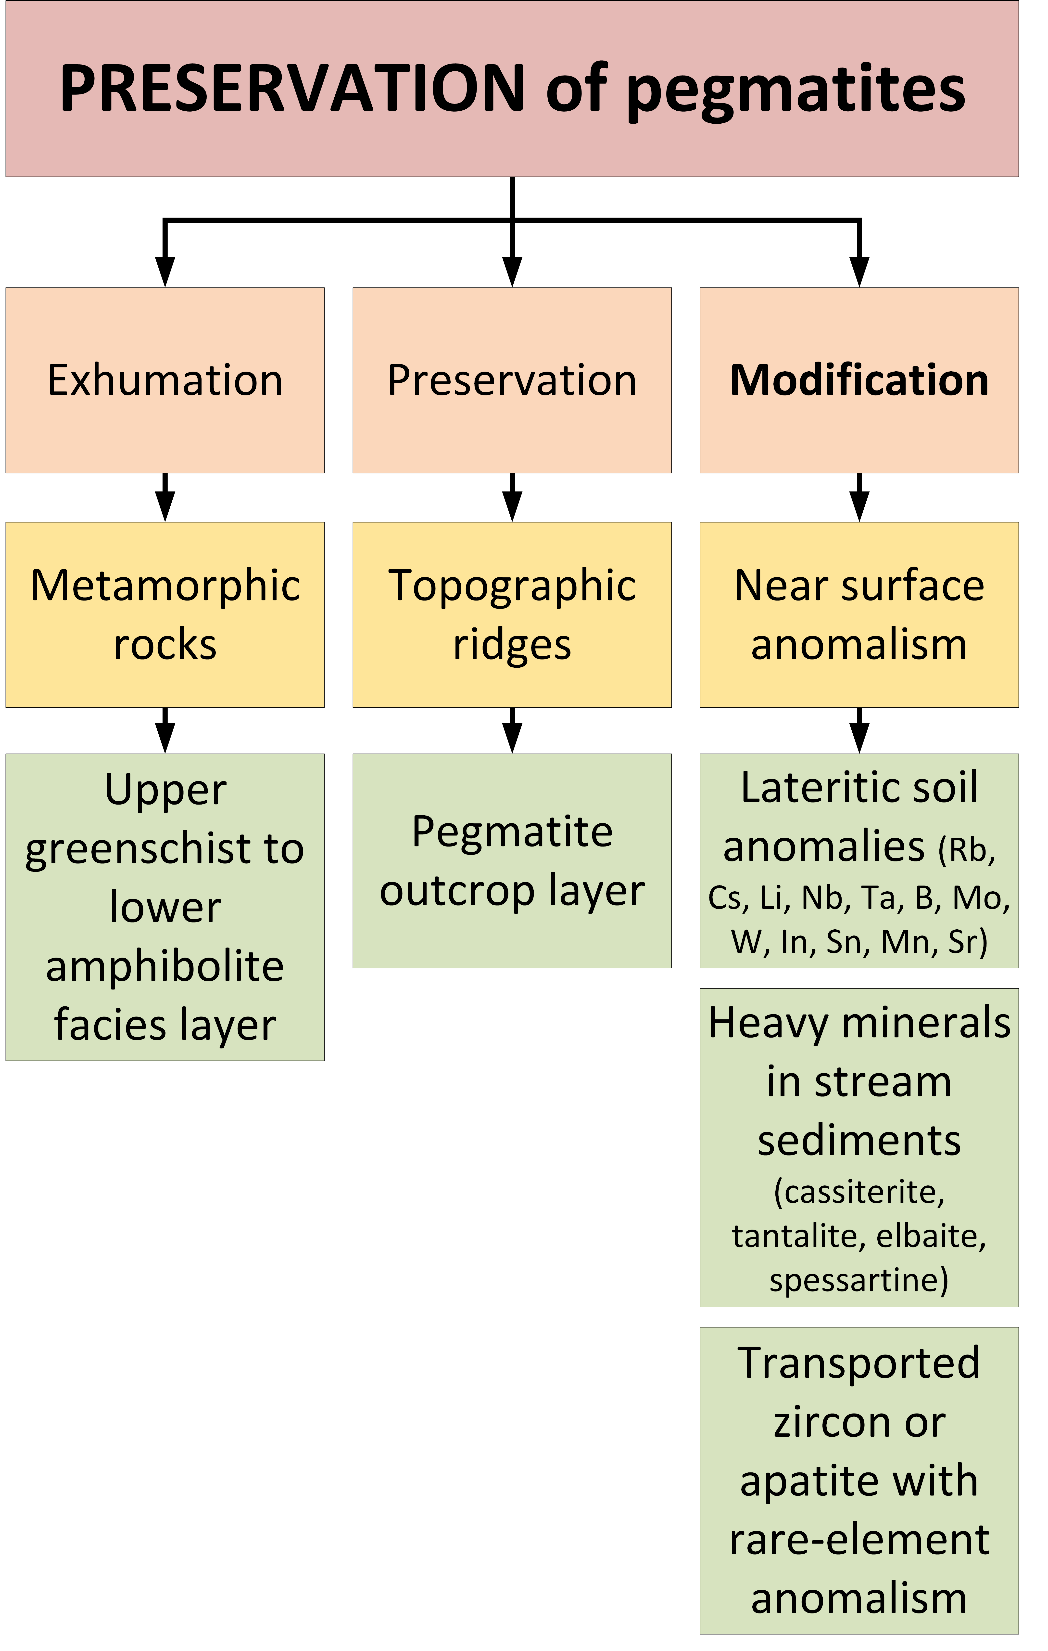 PRESERVATION of pegmatites
Exhumation
Preservation
Modification
Metamorphic
rocks
Topographic
ridges
Near surface
anomalism
Upper
greenschist to
lower
amphibolite
facies layer
Pegmatite
outcrop layer
Lateritic soil
anomalies (Rb,
Cs, Li, Nb, Ta, B, Mo,
W, In, Sn, Mn, Sr)
Heavy minerals
in stream
sediments
(cassiterite,
tantalite, elbaite,
spessartine)
Transported
zircon or
apatite with
rare-element
anomalism